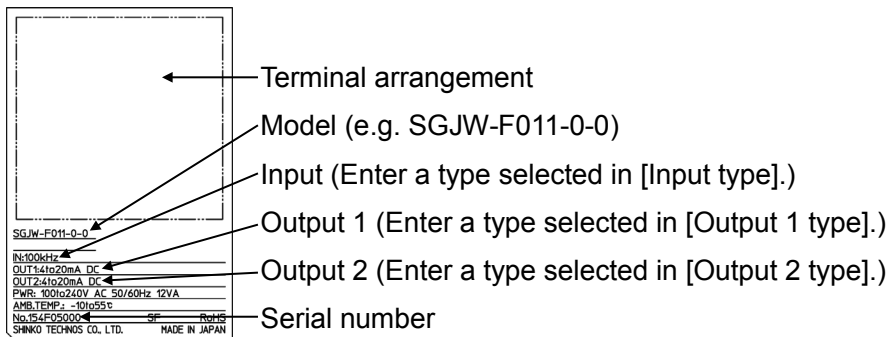 Terminal arrangement
Model (e.g. SGJW-F011-0-0)
Input (Enter a type selected in [Input type].)
Output 1 (Enter a type selected in [Output 1 type].)
Output 2 (Enter a type selected in [Output 2 type].)
Serial number
SGJW-F011-0-0
IN:100kHz
OUT1:4to20mA DC
OUT2:4to20mA DC
PWR: 100to240V AC 50/60Hz 12VA
AMB.TEMP.: -10to55℃
No.154F05000 SF RoHS
SHINKO TECHNOS CO., LTD. MADE IN JAPAN